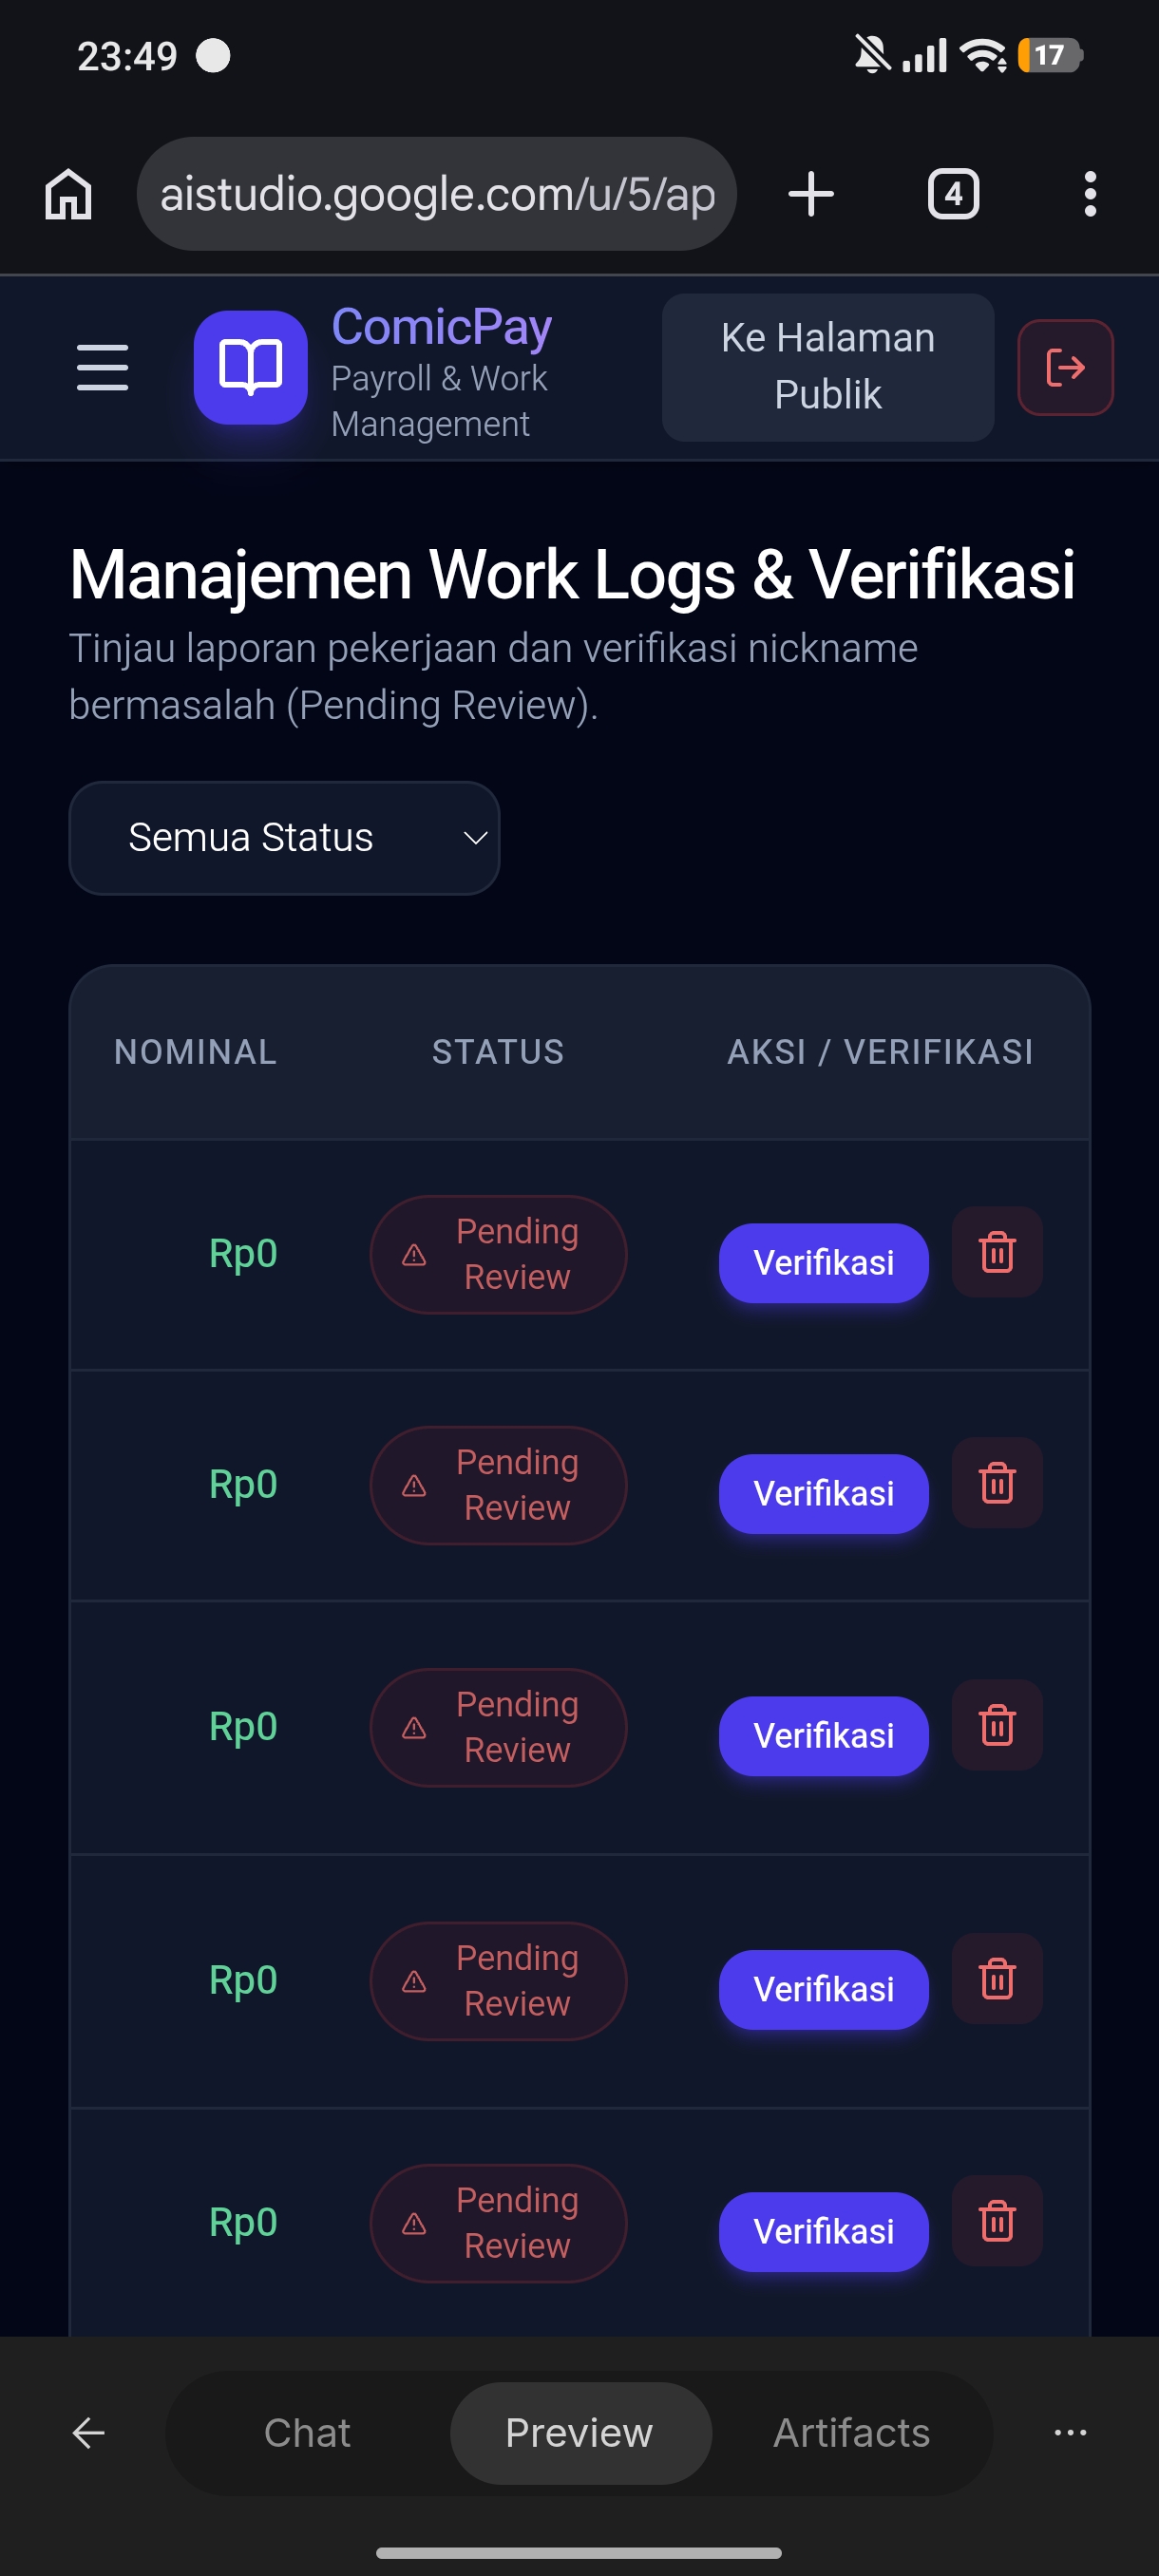 23:49
17
aistudio.google.com/u/5/ap
4
ComicPay
Payroll & Work
Management
Ke Halaman
Publik
Manajemen Work Logs & Verifikasi
Tinjau laporan pekerjaan dan verifikasi nickname
bermasalah (Pending Review).
Semua Status
NOMINAL STATUS AKSI / VERIFIKASI
Rp0 Pending Review Verifikasi
Rp0 Pending Review Verifikasi
Rp0 Pending Review Verifikasi
Rp0 Pending Review Verifikasi
Rp0 Pending Review Verifikasi
Chat Preview Artifacts